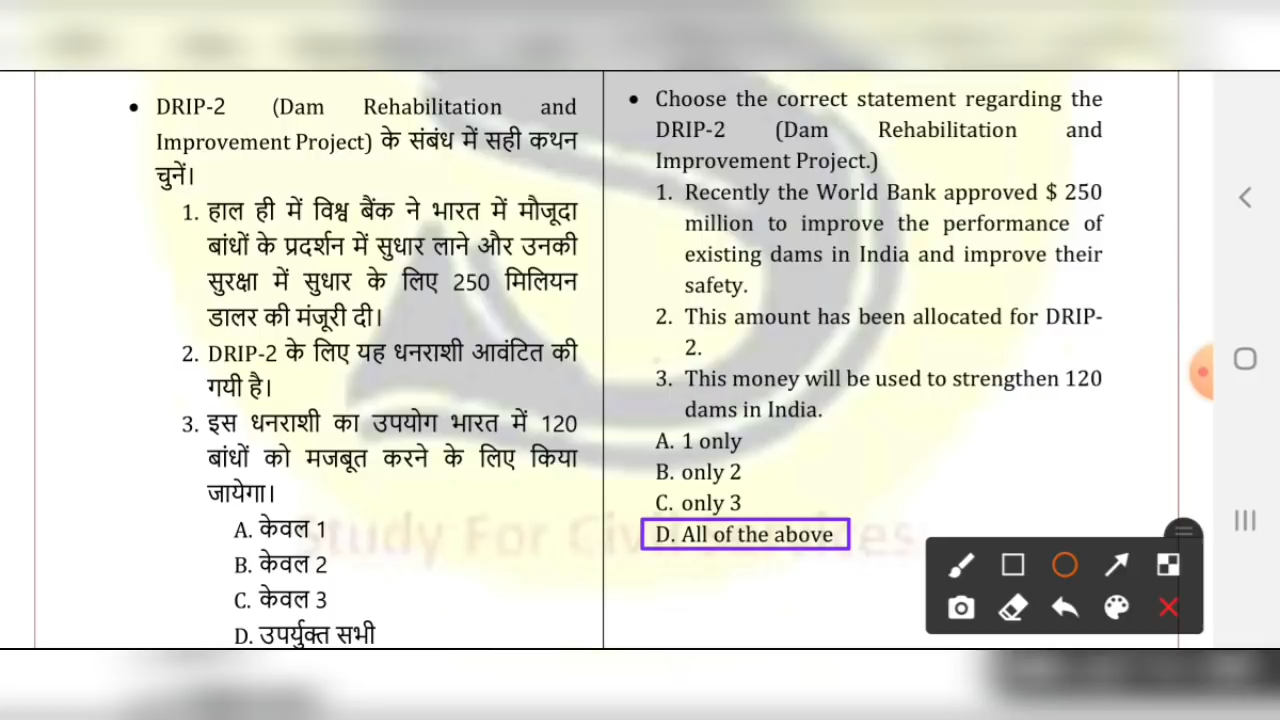 DRIP-2 (Dam Rehabilitation and
Improvement Project) के संबंध में सही कथन
चुनें।
1. हाल ही में विश्व बैंक ने भारत में मौजूदा
बांधों के प्रदर्शन में सुधार लाने और उनकी
सुरक्षा में सुधार के लिए 250 मिलियन
डालर की मंजूरी दी।
2. DRIP-2 के लिए यह धनराशी आवंटित की
गयी है।
3. इस धनराशी का उपयोग भारत में 120
बांधों को मजबूत करने के लिए किया
जायेगा।
A. केवल 1
B. केवल 2
C. केवल 3
D. उपर्युक्त सभी
Choose the correct statement regarding the
DRIP-2 (Dam Rehabilitation and
Improvement Project.)
1. Recently the World Bank approved $ 250
million to improve the performance of
existing dams in India and improve their
safety.
2. This amount has been allocated for DRIP-
2.
3. This money will be used to strengthen 120
dams in India.
A. 1 only
B. only 2
C. only 3
D. All of the above
Study For Civil